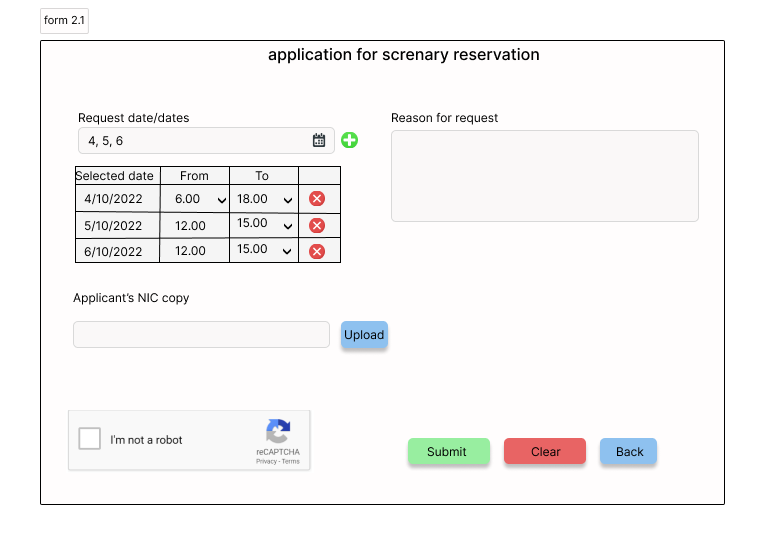 form 2.1
application for screnary reservation
Request date/dates
4, 5, 6
Reason for request
Selected date From To
4/10/2022 6.00 18.00
5/10/2022 12.00 15.00
6/10/2022 12.00 15.00
Applicant's NIC copy
Upload
I'm not a robot
reCAPTCHA
Privacy - Terms
Submit Clear Back